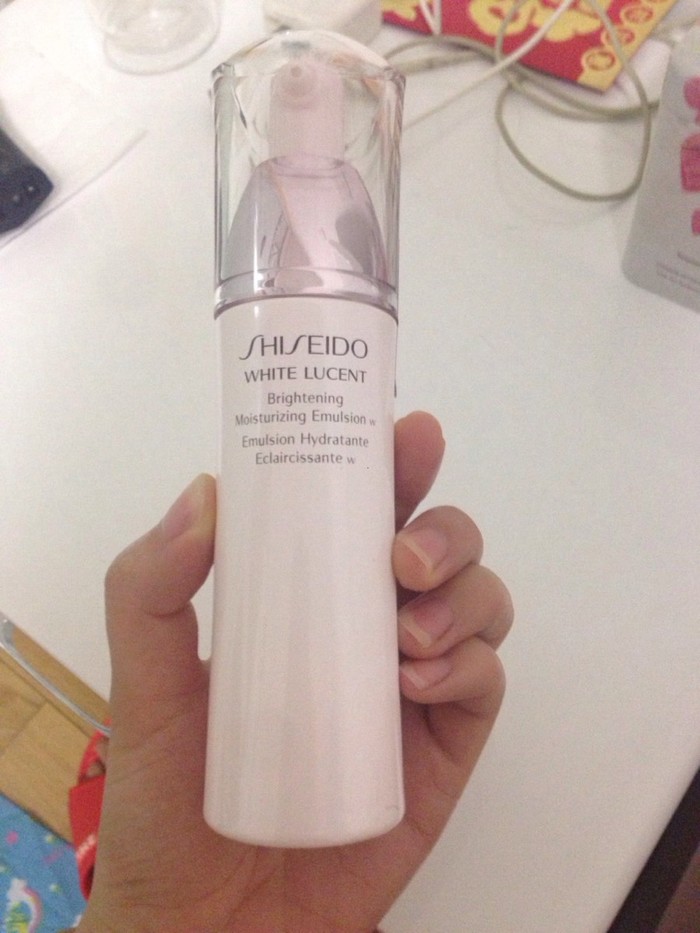 SHISEIDO
WHITE LUCENT
Brightening
Moisturizing Emulsion w
Emulsion Hydratante
Eclaircissante w